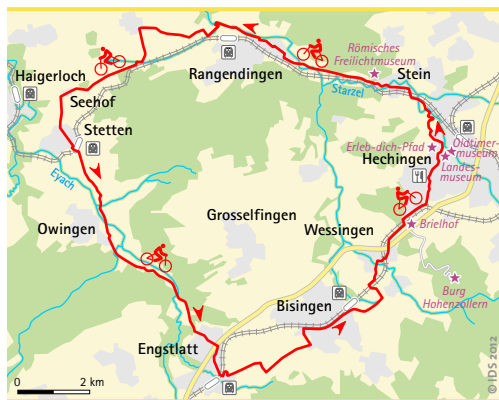 Römisches
Freilichtmuseum
Haigerloch
Rangendingen
Stein
Seehof
Starzel
Stetten
Erleb-dich-Pfad
Oldtimer-
museum
Hechingen
Landes-
museum
Eyach
Grosselfingen
Owingen
Wessingen
Brielhof
Burg
Hohenzollern
Bisingen
Engstlatt
0 2 km
© IDS 2012